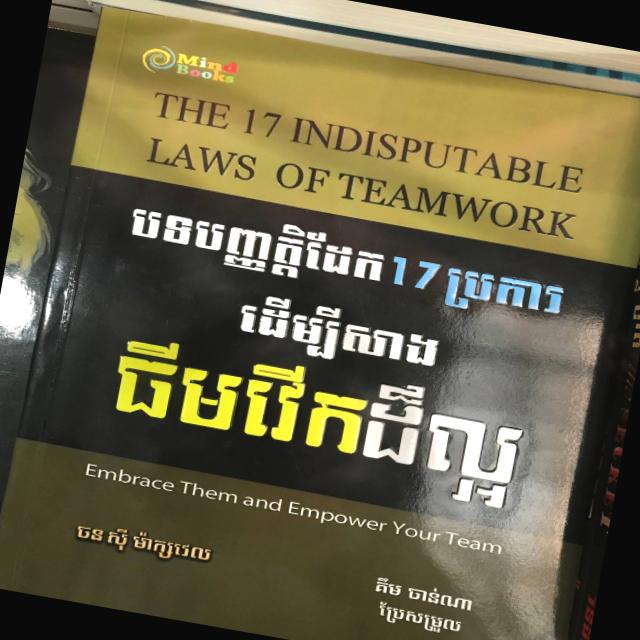 Mind
Books
THE 17 INDISPUTABLE
LAWS OF TEAMWORK
បទបញ្ញត្តិដែក 17 ប្រការ
ដើម្បីសាង
ធីមវើកដ៏ល្អ
Embrace Them and Empower Your Team
ចន ស៊ី ម៉ាក្សវេល
គឹម ចាន់ណា
ប្រែសម្រួល